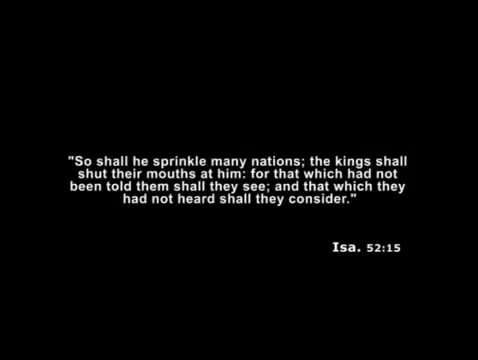 "So shall he sprinkle many nations; the kings shall
shut their mouths at him: for that which had not
been told them shall they see; and that which they
had not heard shall they consider."
Isa. 52:15